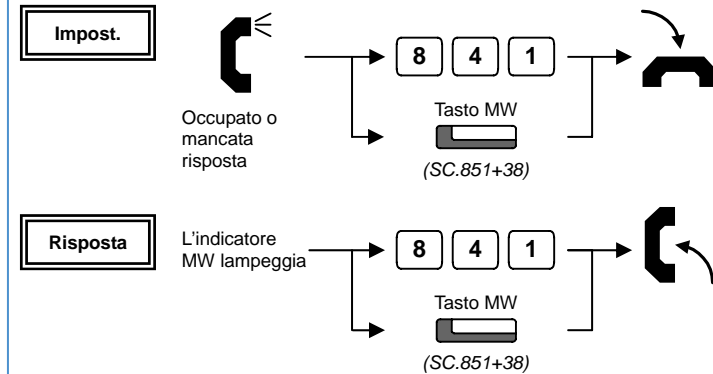 Impost.
Occupato o
mancata
risposta
8 4 1
Tasto MW
(SC.851+38)
Risposta
L'indicatore
MW lampeggia
8 4 1
Tasto MW
(SC.851+38)